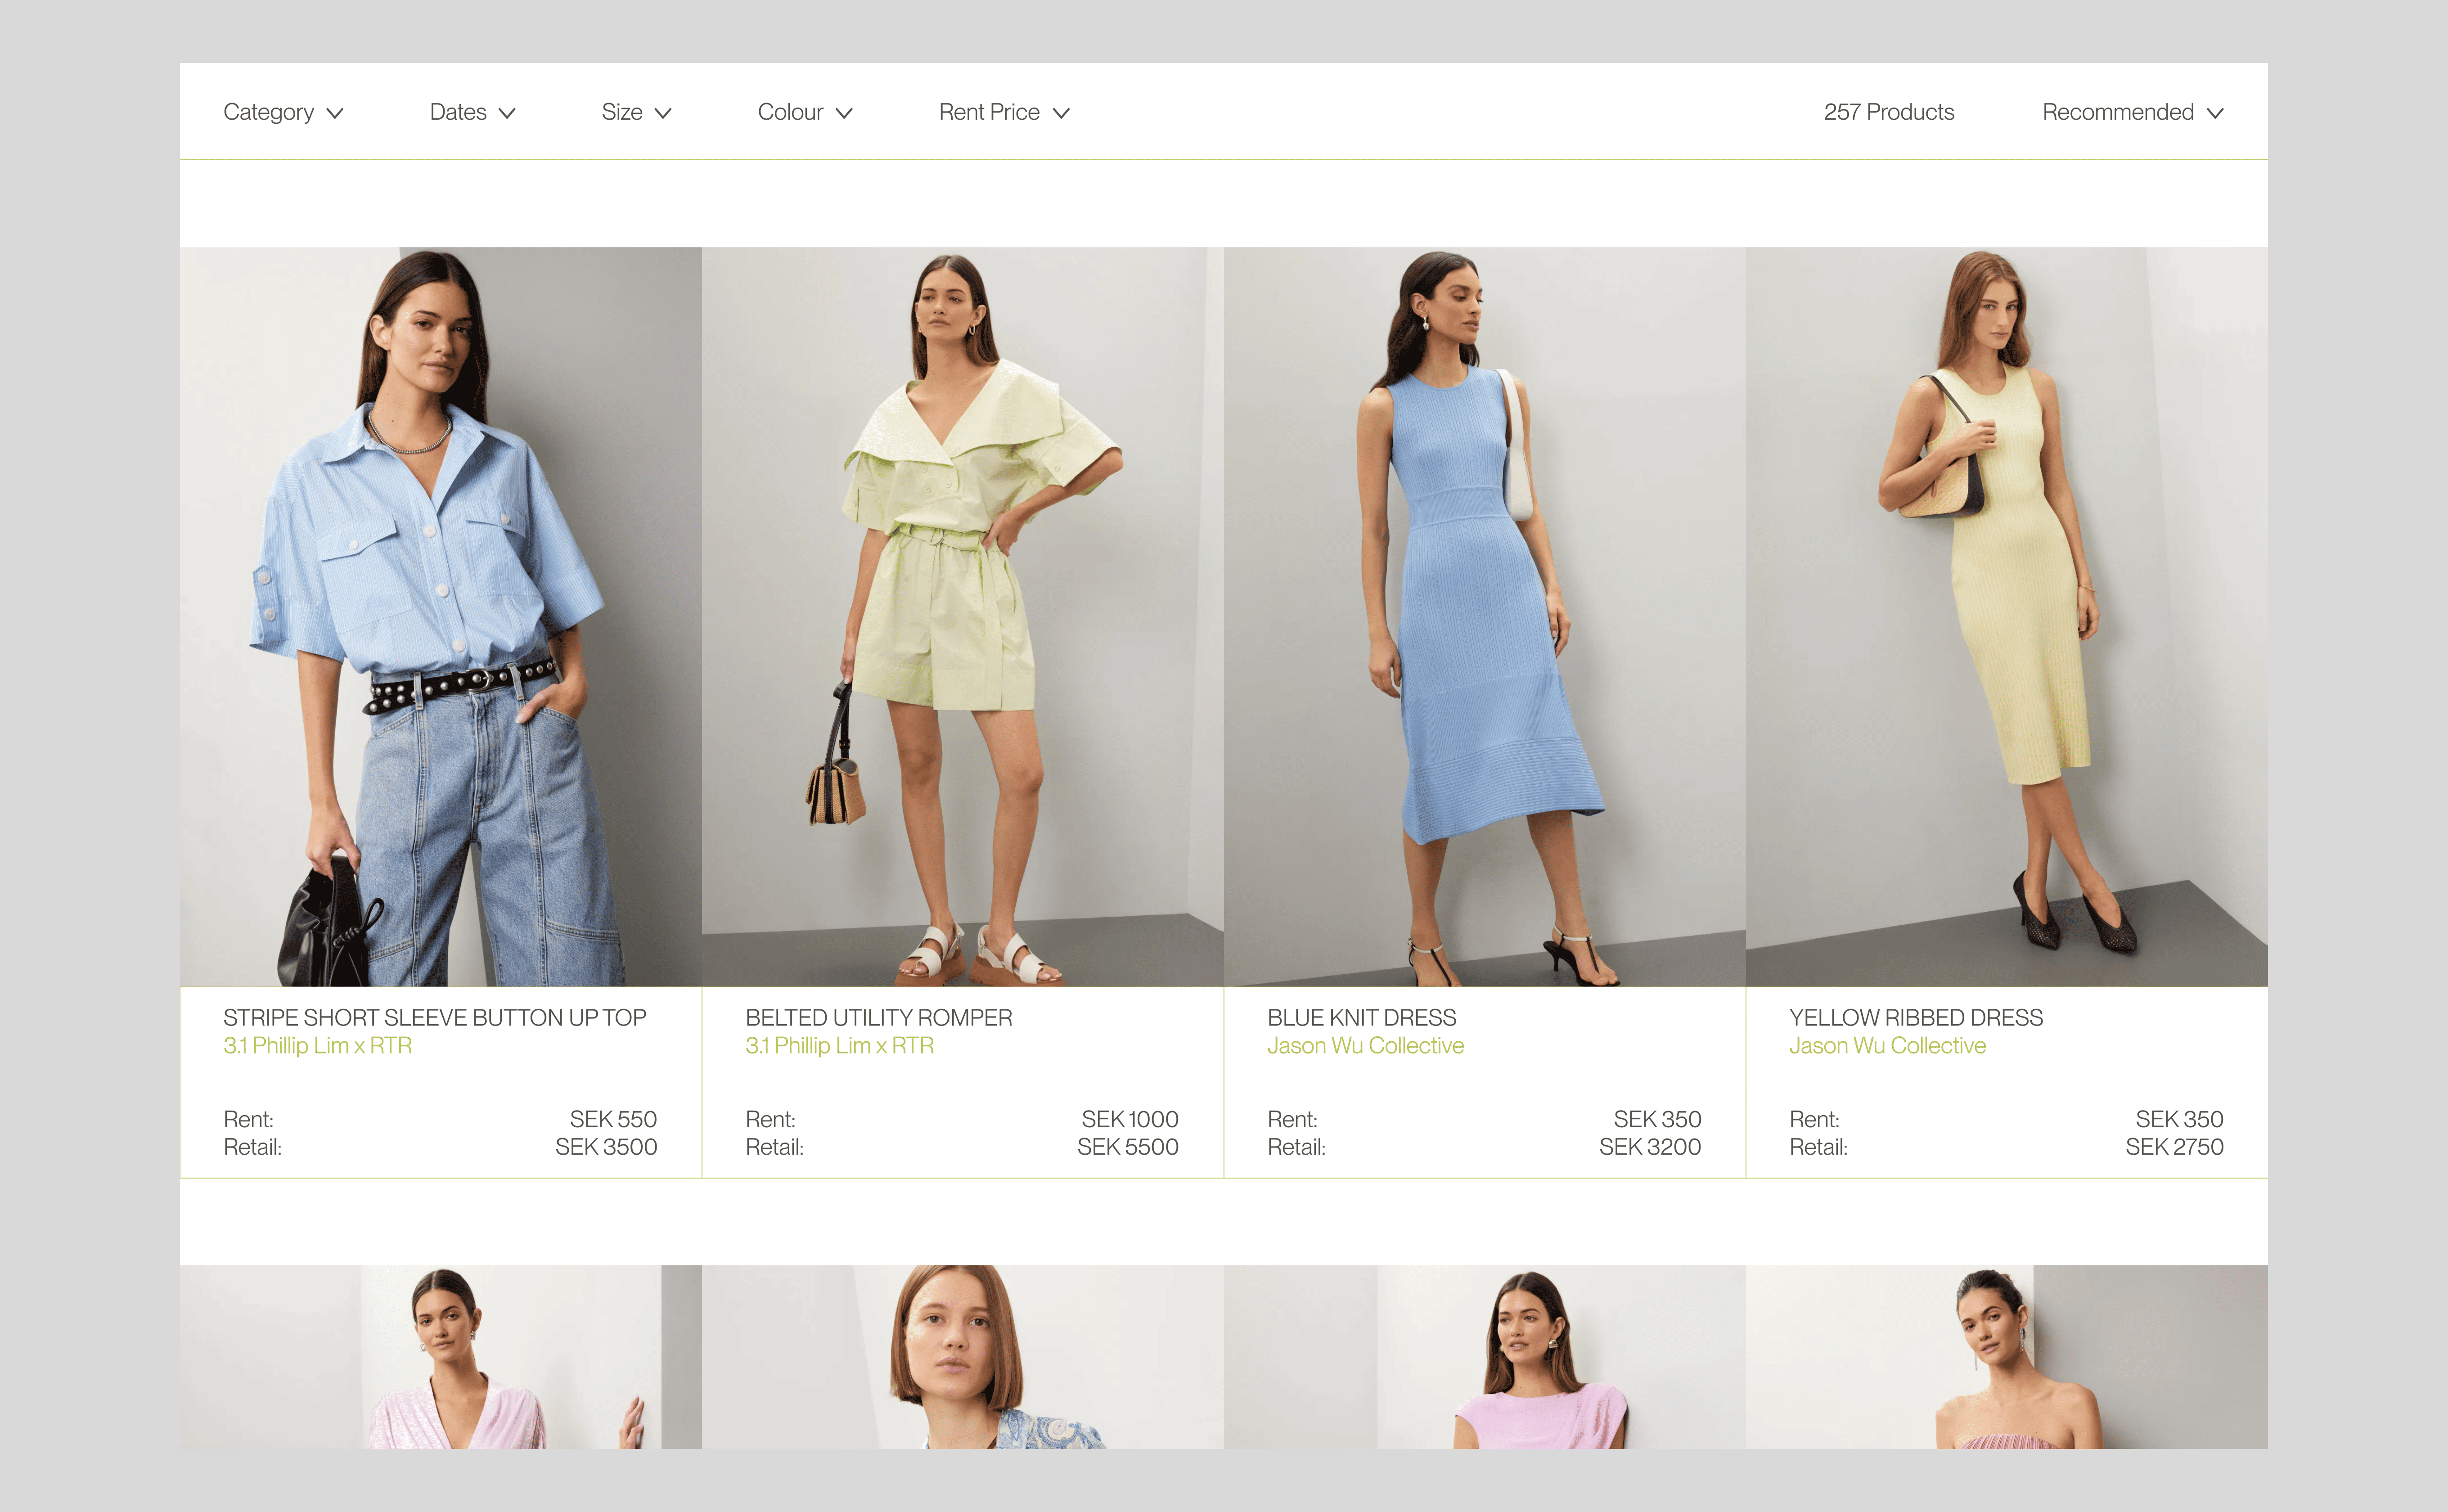 Category
Dates
Size
Colour
Rent Price
257 Products
Recommended
STRIPE SHORT SLEEVE BUTTON UP TOP
3.1 Phillip Lim x RTR
Rent: SEK 550
Retail: SEK 3500
BELTED UTILITY ROMPER
3.1 Phillip Lim x RTR
Rent: SEK 1000
Retail: SEK 5500
BLUE KNIT DRESS
Jason Wu Collective
Rent: SEK 350
Retail: SEK 3200
YELLOW RIBBED DRESS
Jason Wu Collective
Rent: SEK 350
Retail: SEK 2750